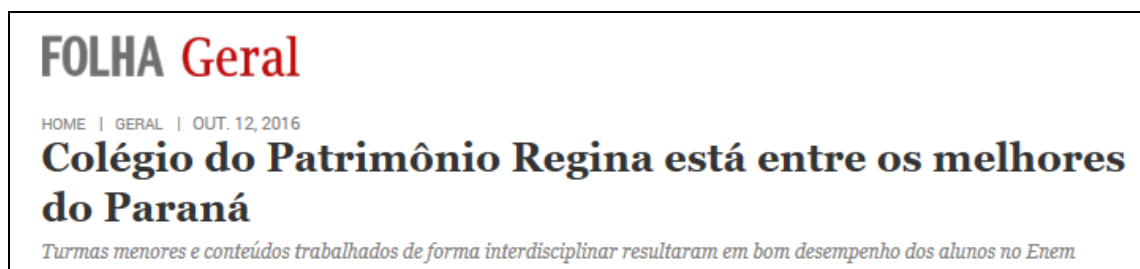 FOLHA Geral
HOME | GERAL | OUT. 12, 2016
Colégio do Patrimônio Regina está entre os melhores
do Paraná
Turmas menores e conteúdos trabalhados de forma interdisciplinar resultaram em bom desempenho dos alunos no Enem